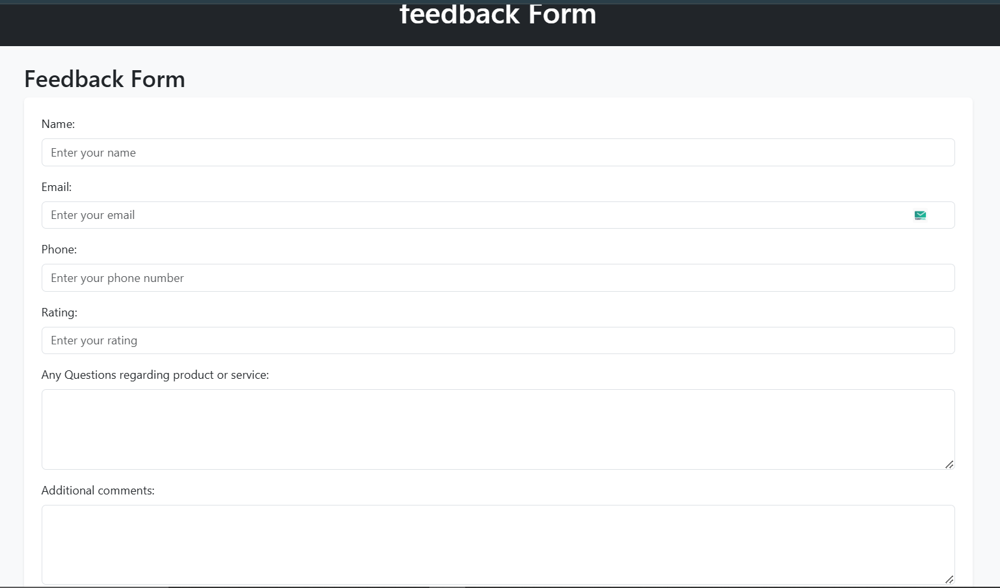 feedback Form
Feedback Form
Name:
Enter your name
Email:
Enter your email
Phone:
Enter your phone number
Rating:
Enter your rating
Any Questions regarding product or service:
Additional comments: